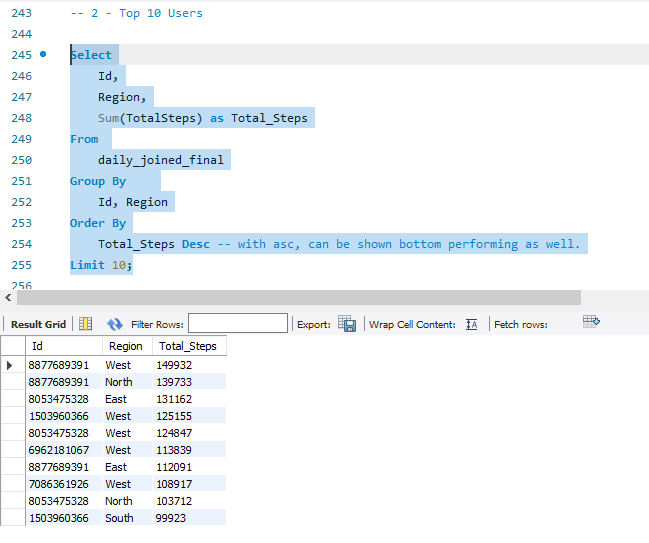 243 -- 2 - Top 10 Users
244
245 Select
246 Id,
247 Region,
248 Sum(TotalSteps) as Total_Steps
249 From
250 daily_joined_final
251 Group By
252 Id, Region
253 Order By
254 Total_Steps Desc -- with asc, can be shown bottom performing as well.
255 Limit 10;
256
Result Grid Filter Rows: Export: Wrap Cell Content: Fetch rows:
Id Region Total_Steps
8877689391 West 149932
8877689391 North 139733
8053475328 East 131162
1503960366 West 125155
8053475328 West 124847
6962181067 West 113839
8877689391 East 112091
7086361926 West 108917
8053475328 North 103712
1503960366 South 99923